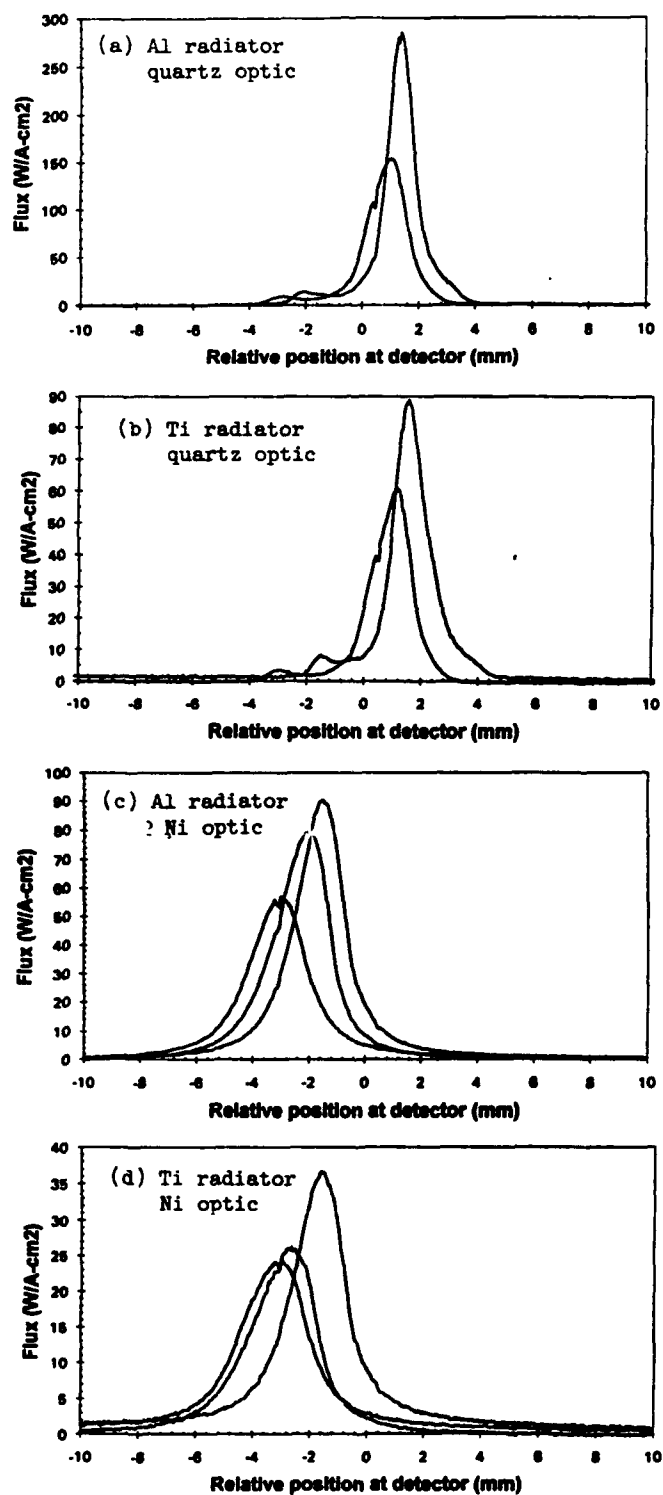 300
250
200
150
100
50
0
Flux (W/A-cm2)
(a) Al radiator
quartz optic
-10 -8 -6 -4 -2 0 2 4 6 8 10
Relative position at detector (mm)
90
80
70
60
50
40
30
20
10
0
Flux (W/A-cm2)
(b) Ti radiator
quartz optic
-10 -8 -6 -4 -2 0 2 4 6 8 10
Relative position at detector (mm)
100
90
80
70
60
50
40
30
20
10
0
Flux (W/A-cm2)
(c) Al radiator
Ni optic
-10 -8 -6 -4 -2 0 2 4 6 8 10
Relative position at detector (mm)
40
35
30
25
20
15
10
5
0
Flux (W/A-cm2)
(d) Ti radiator
Ni optic
-10 -8 -6 -4 -2 0 2 4 6 8 10
Relative position at detector (mm)